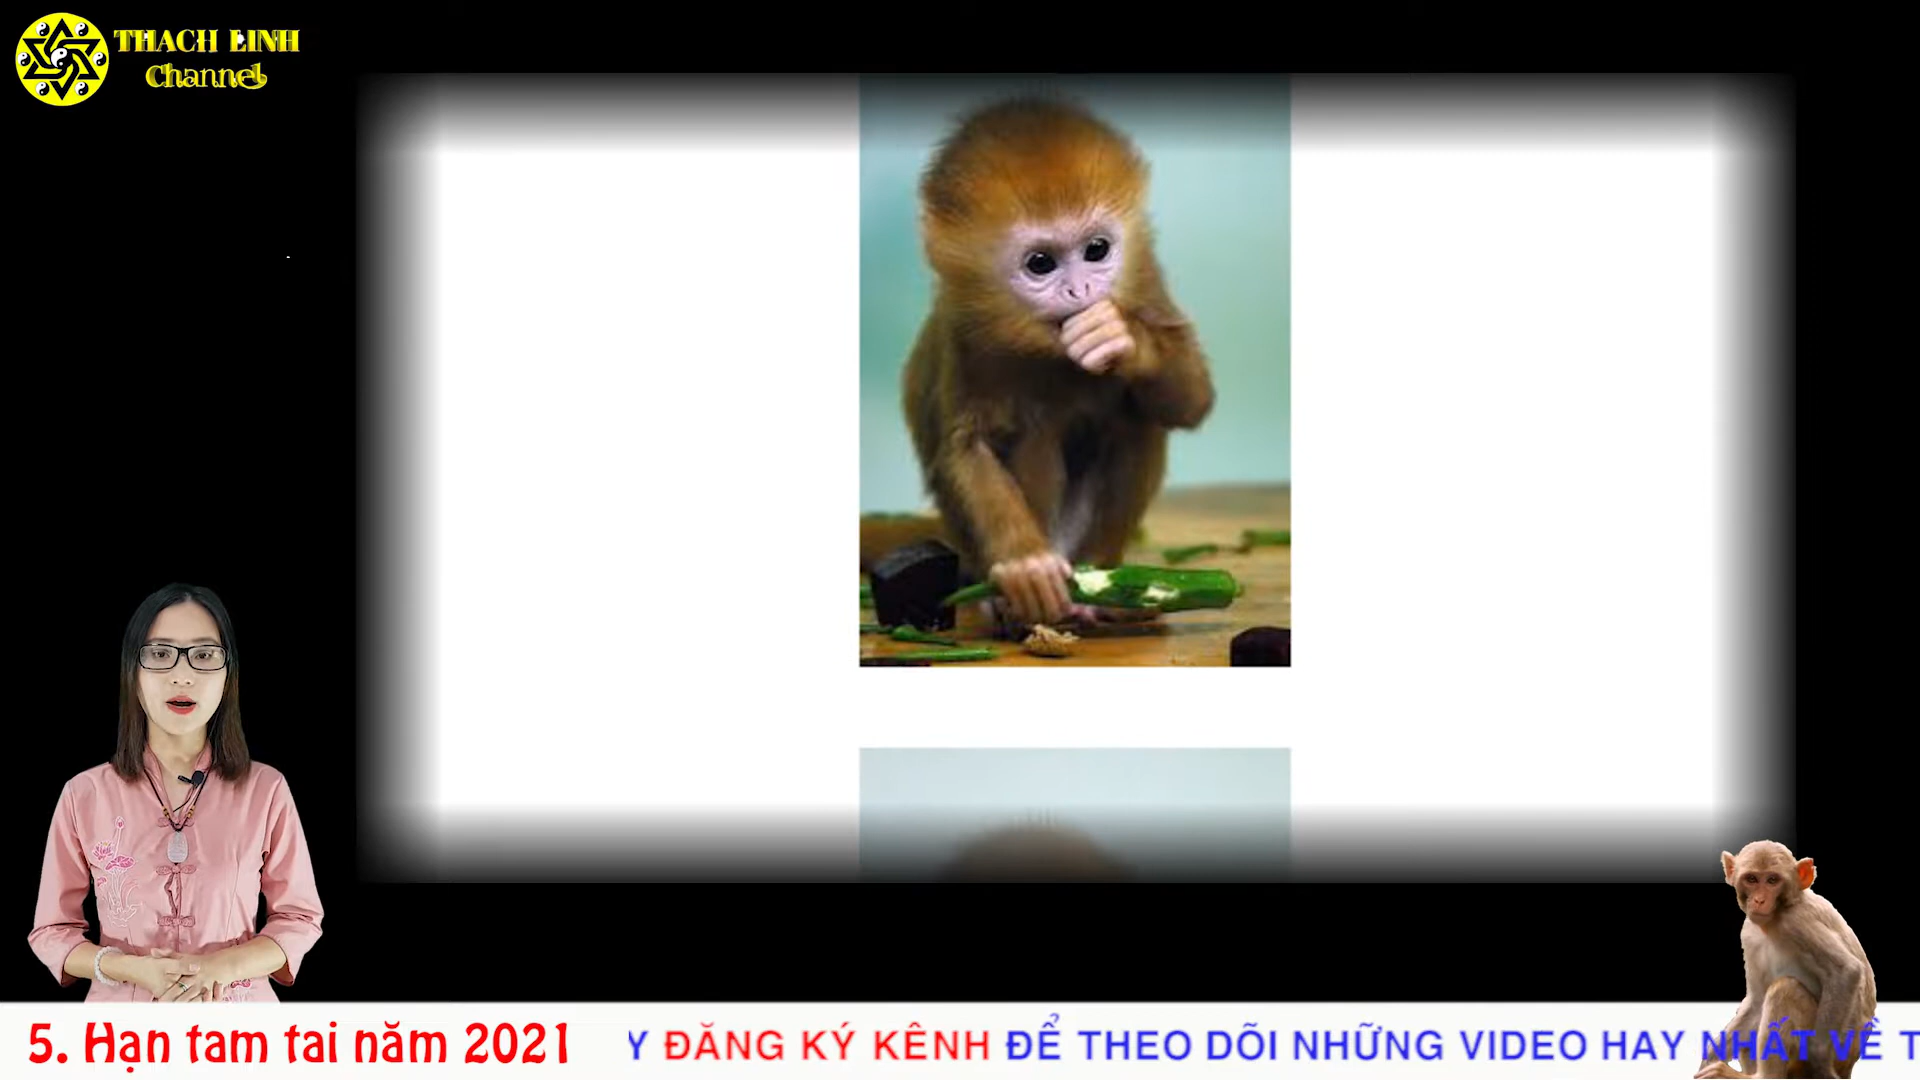 THACH LINH
Channel
5. Hạn tam tai năm 2021
Y ĐĂNG KÝ KÊNH ĐỂ THEO DÕI NHỮNG VIDEO HAY NHẤT VỀ T